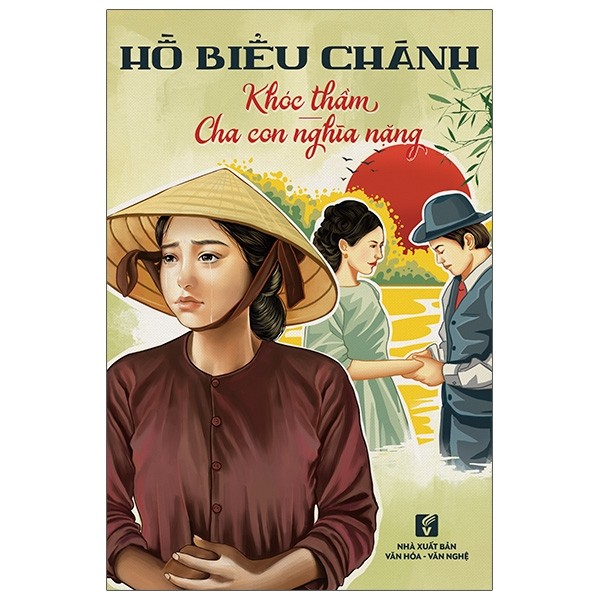 HỒ BIỂU CHÁNH
Khóc thầm
Cha con nghĩa nặng
NHÀ XUẤT BẢN
VĂN HÓA - VĂN NGHỆ